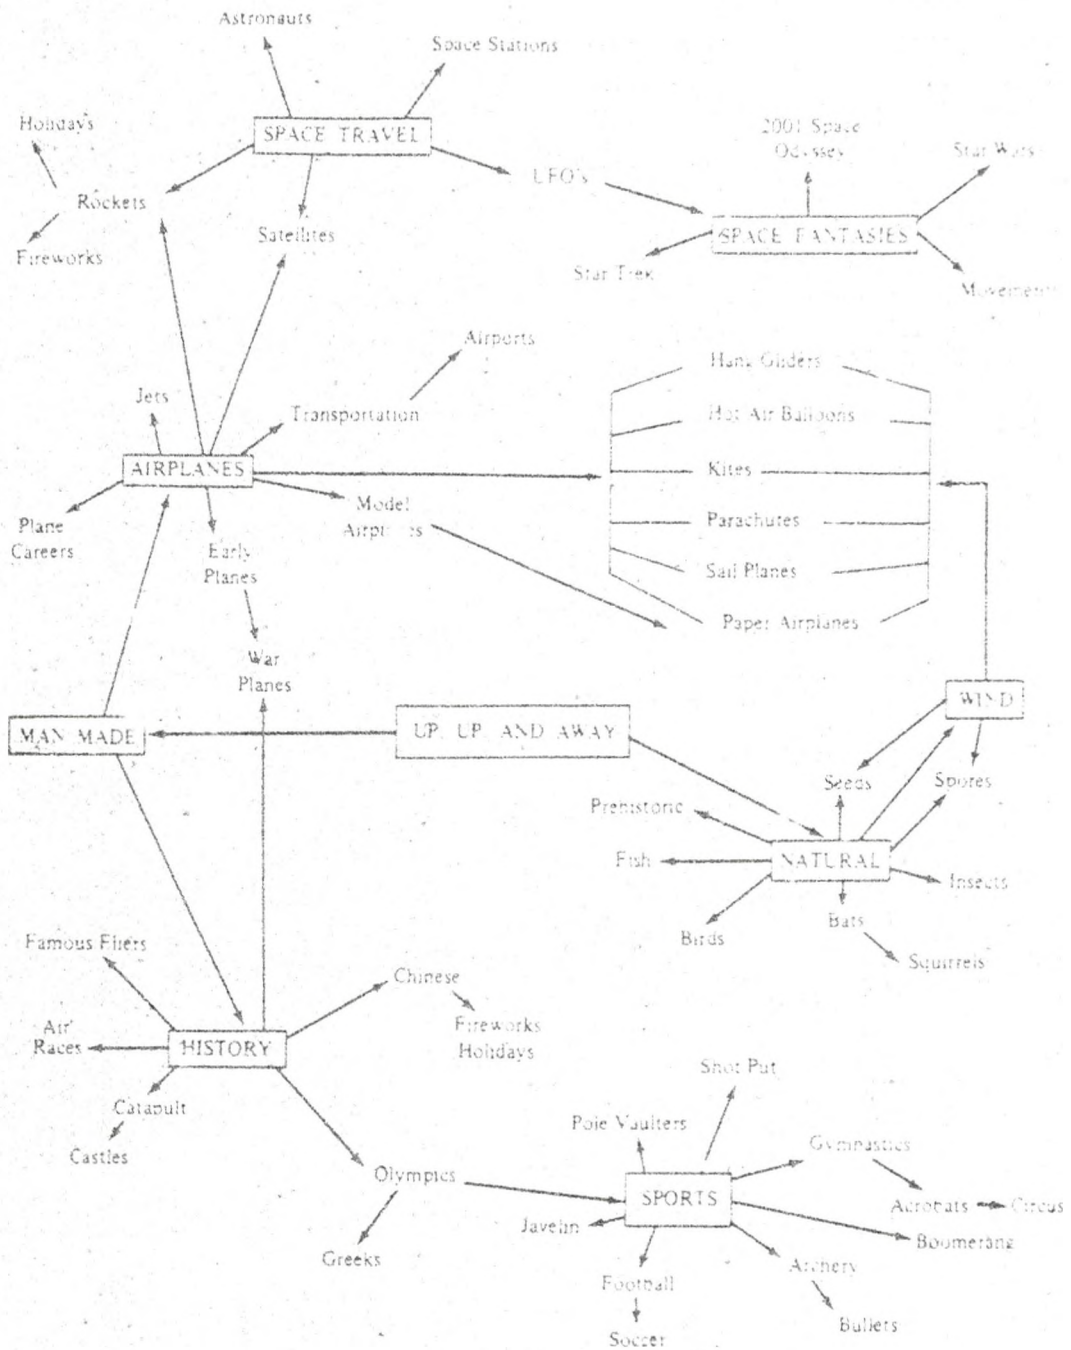 Astronauts
Space Stations
Holidays
SPACE TRAVEL
2001 Space
Odyssey
Star Wars
UFO's
Rockets
Satellites
SPACE FANTASIES
Fireworks
Star Trek
Movements
Airports
Hang Gliders
Jets
Transportation
Hot Air Balloons
AIRPLANES
Kites
Model
Airplanes
Plane
Careers
Early
Planes
Parachutes
Sail Planes
Paper Airplanes
War
Planes
WIND
MAN MADE
UP, UP, AND AWAY
Seeds
Spores
Prehistoric
Fish
NATURAL
Insects
Birds
Bats
Squirrels
Famous Fliers
Chinese
Air
Races
HISTORY
Fireworks
Holidays
Catapult
Castles
Shot Put
Pole Vaulters
Gymnastics
Olympics
SPORTS
Acrobats
Circus
Javelin
Boomerang
Greeks
Football
Archery
Soccer
Bullets